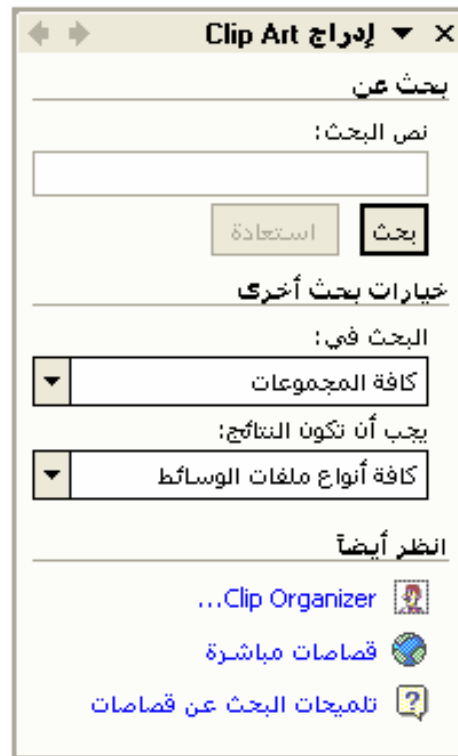 إدراج Clip Art
بحث عن
نص البحث:
بحث استعادة
خيارات بحث أخرى
البحث في:
كافة المجموعات
يجب أن تكون النتائج:
كافة أنواع ملفات الوسائط
انظر أيضاً
Clip Organizer...
قصاصات مباشرة
تلميحات البحث عن قصاصات